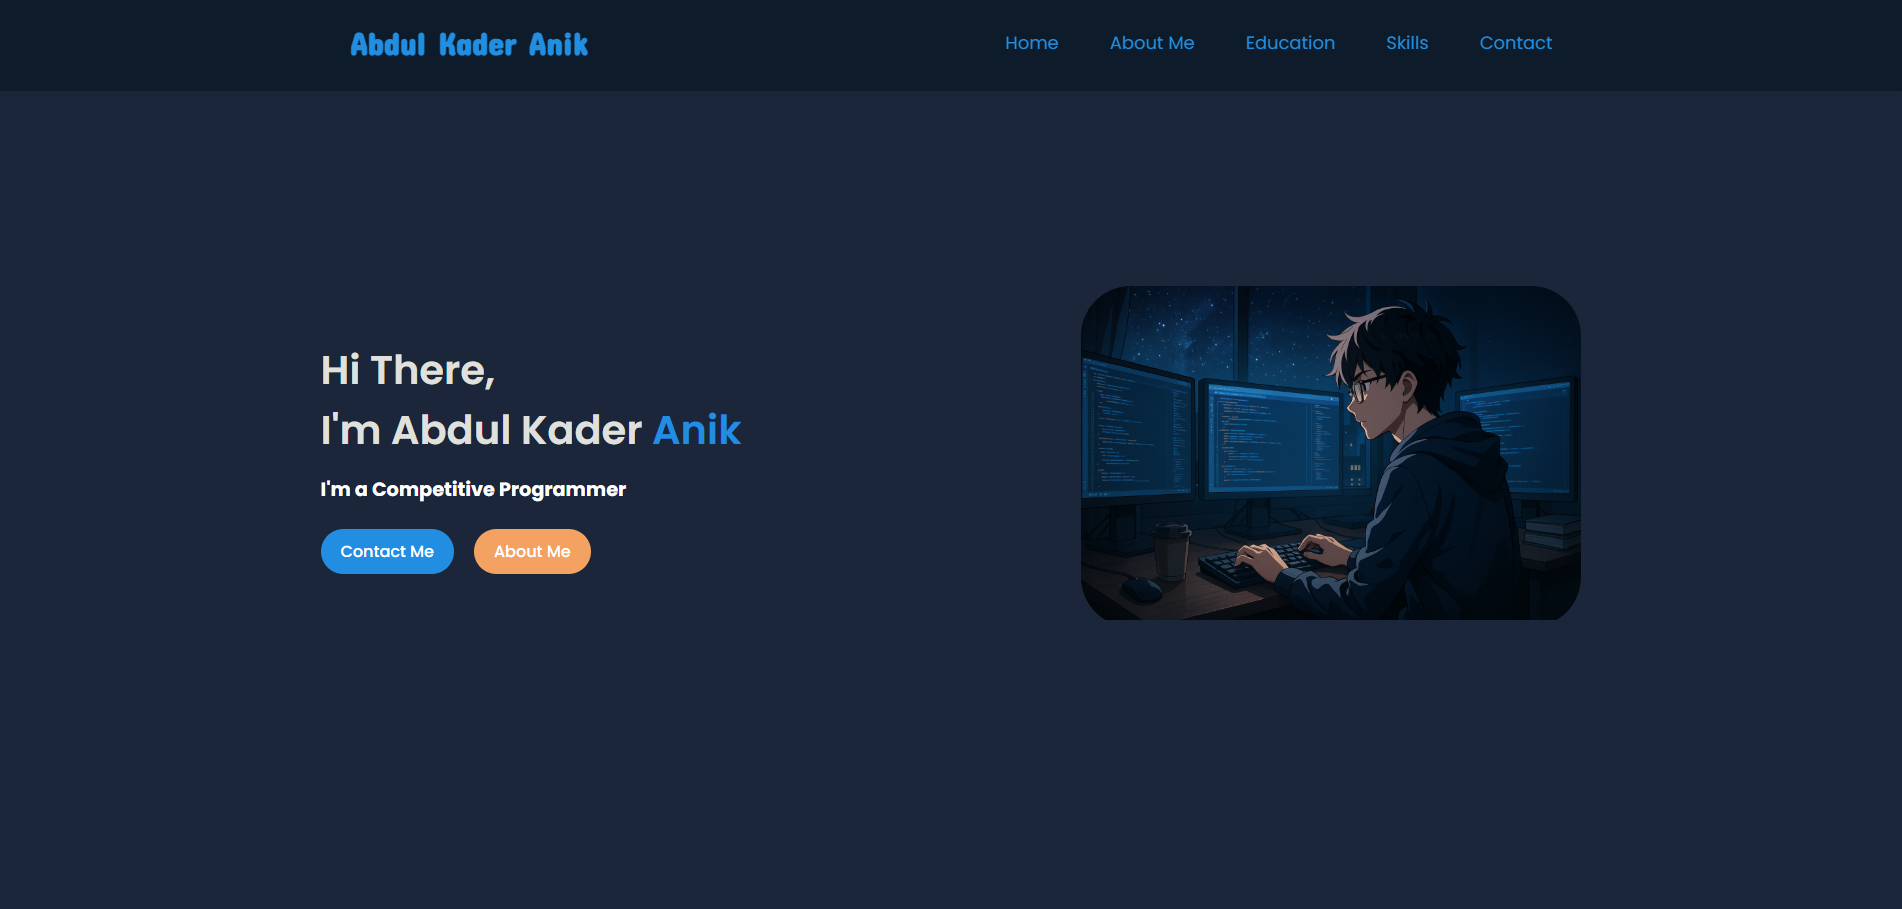 Abdul Kader Anik
Home About Me Education Skills Contact
Hi There,
I'm Abdul Kader Anik
I'm a Competitive Programmer
Contact Me About Me